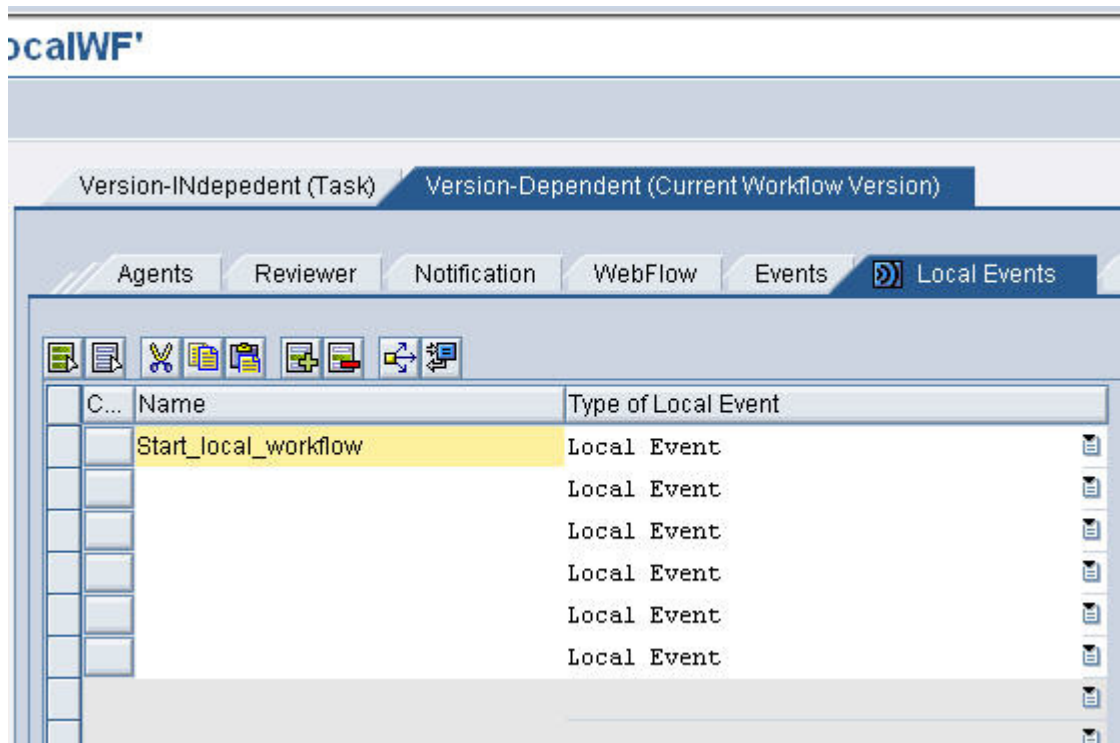 ocalWF'
Version-INdepedent (Task) Version-Dependent (Current Workflow Version)
Agents Reviewer Notification WebFlow Events Local Events
C... Name Type of Local Event
Start_local_workflow Local Event
Local Event
Local Event
Local Event
Local Event
Local Event